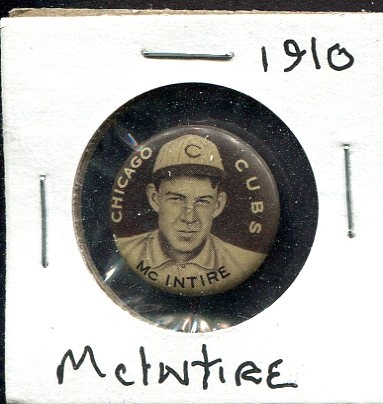 1910
CHICAGO CUBS
C
MC INTIRE
McINTIRE